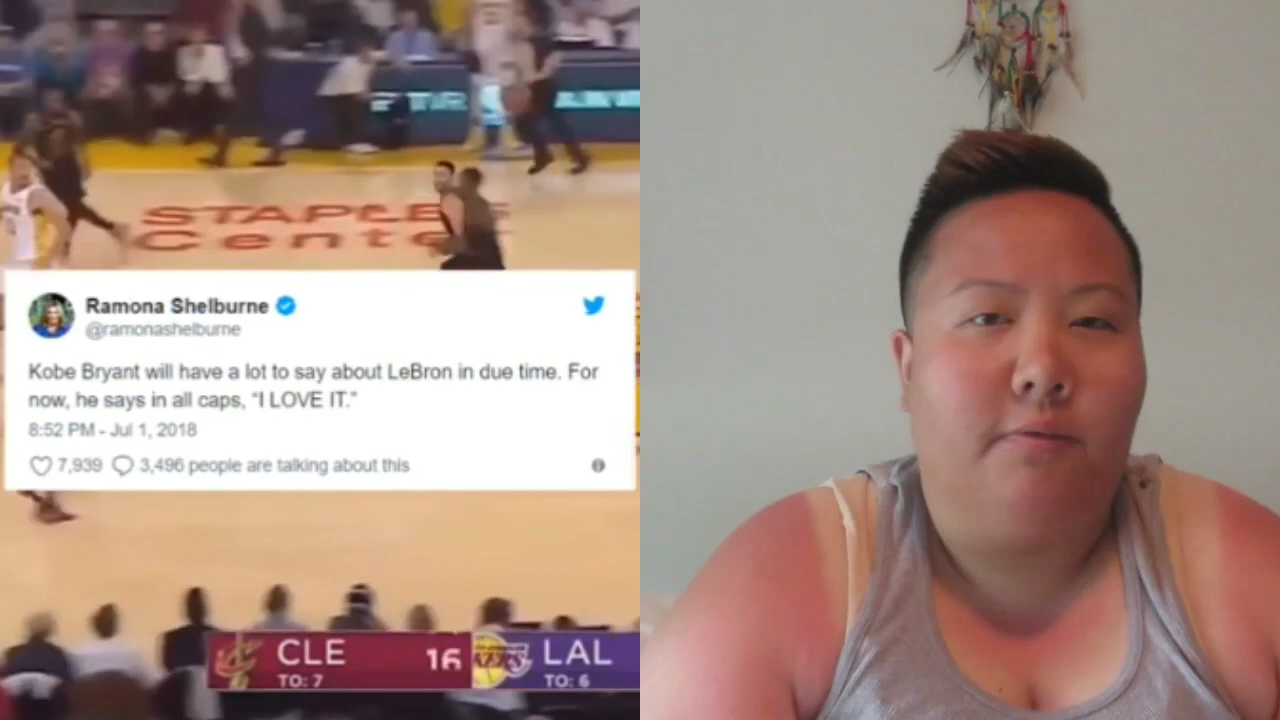 STAPLES
Center
Ramona Shelburne
@ramonashelburne
Kobe Bryant will have a lot to say about LeBron in due time. For
now, he says in all caps, “I LOVE IT.”
8:52 PM - Jul 1, 2018
7,939 3,496 people are talking about this
CLE 16 LAL
TO: 7 TO: 6